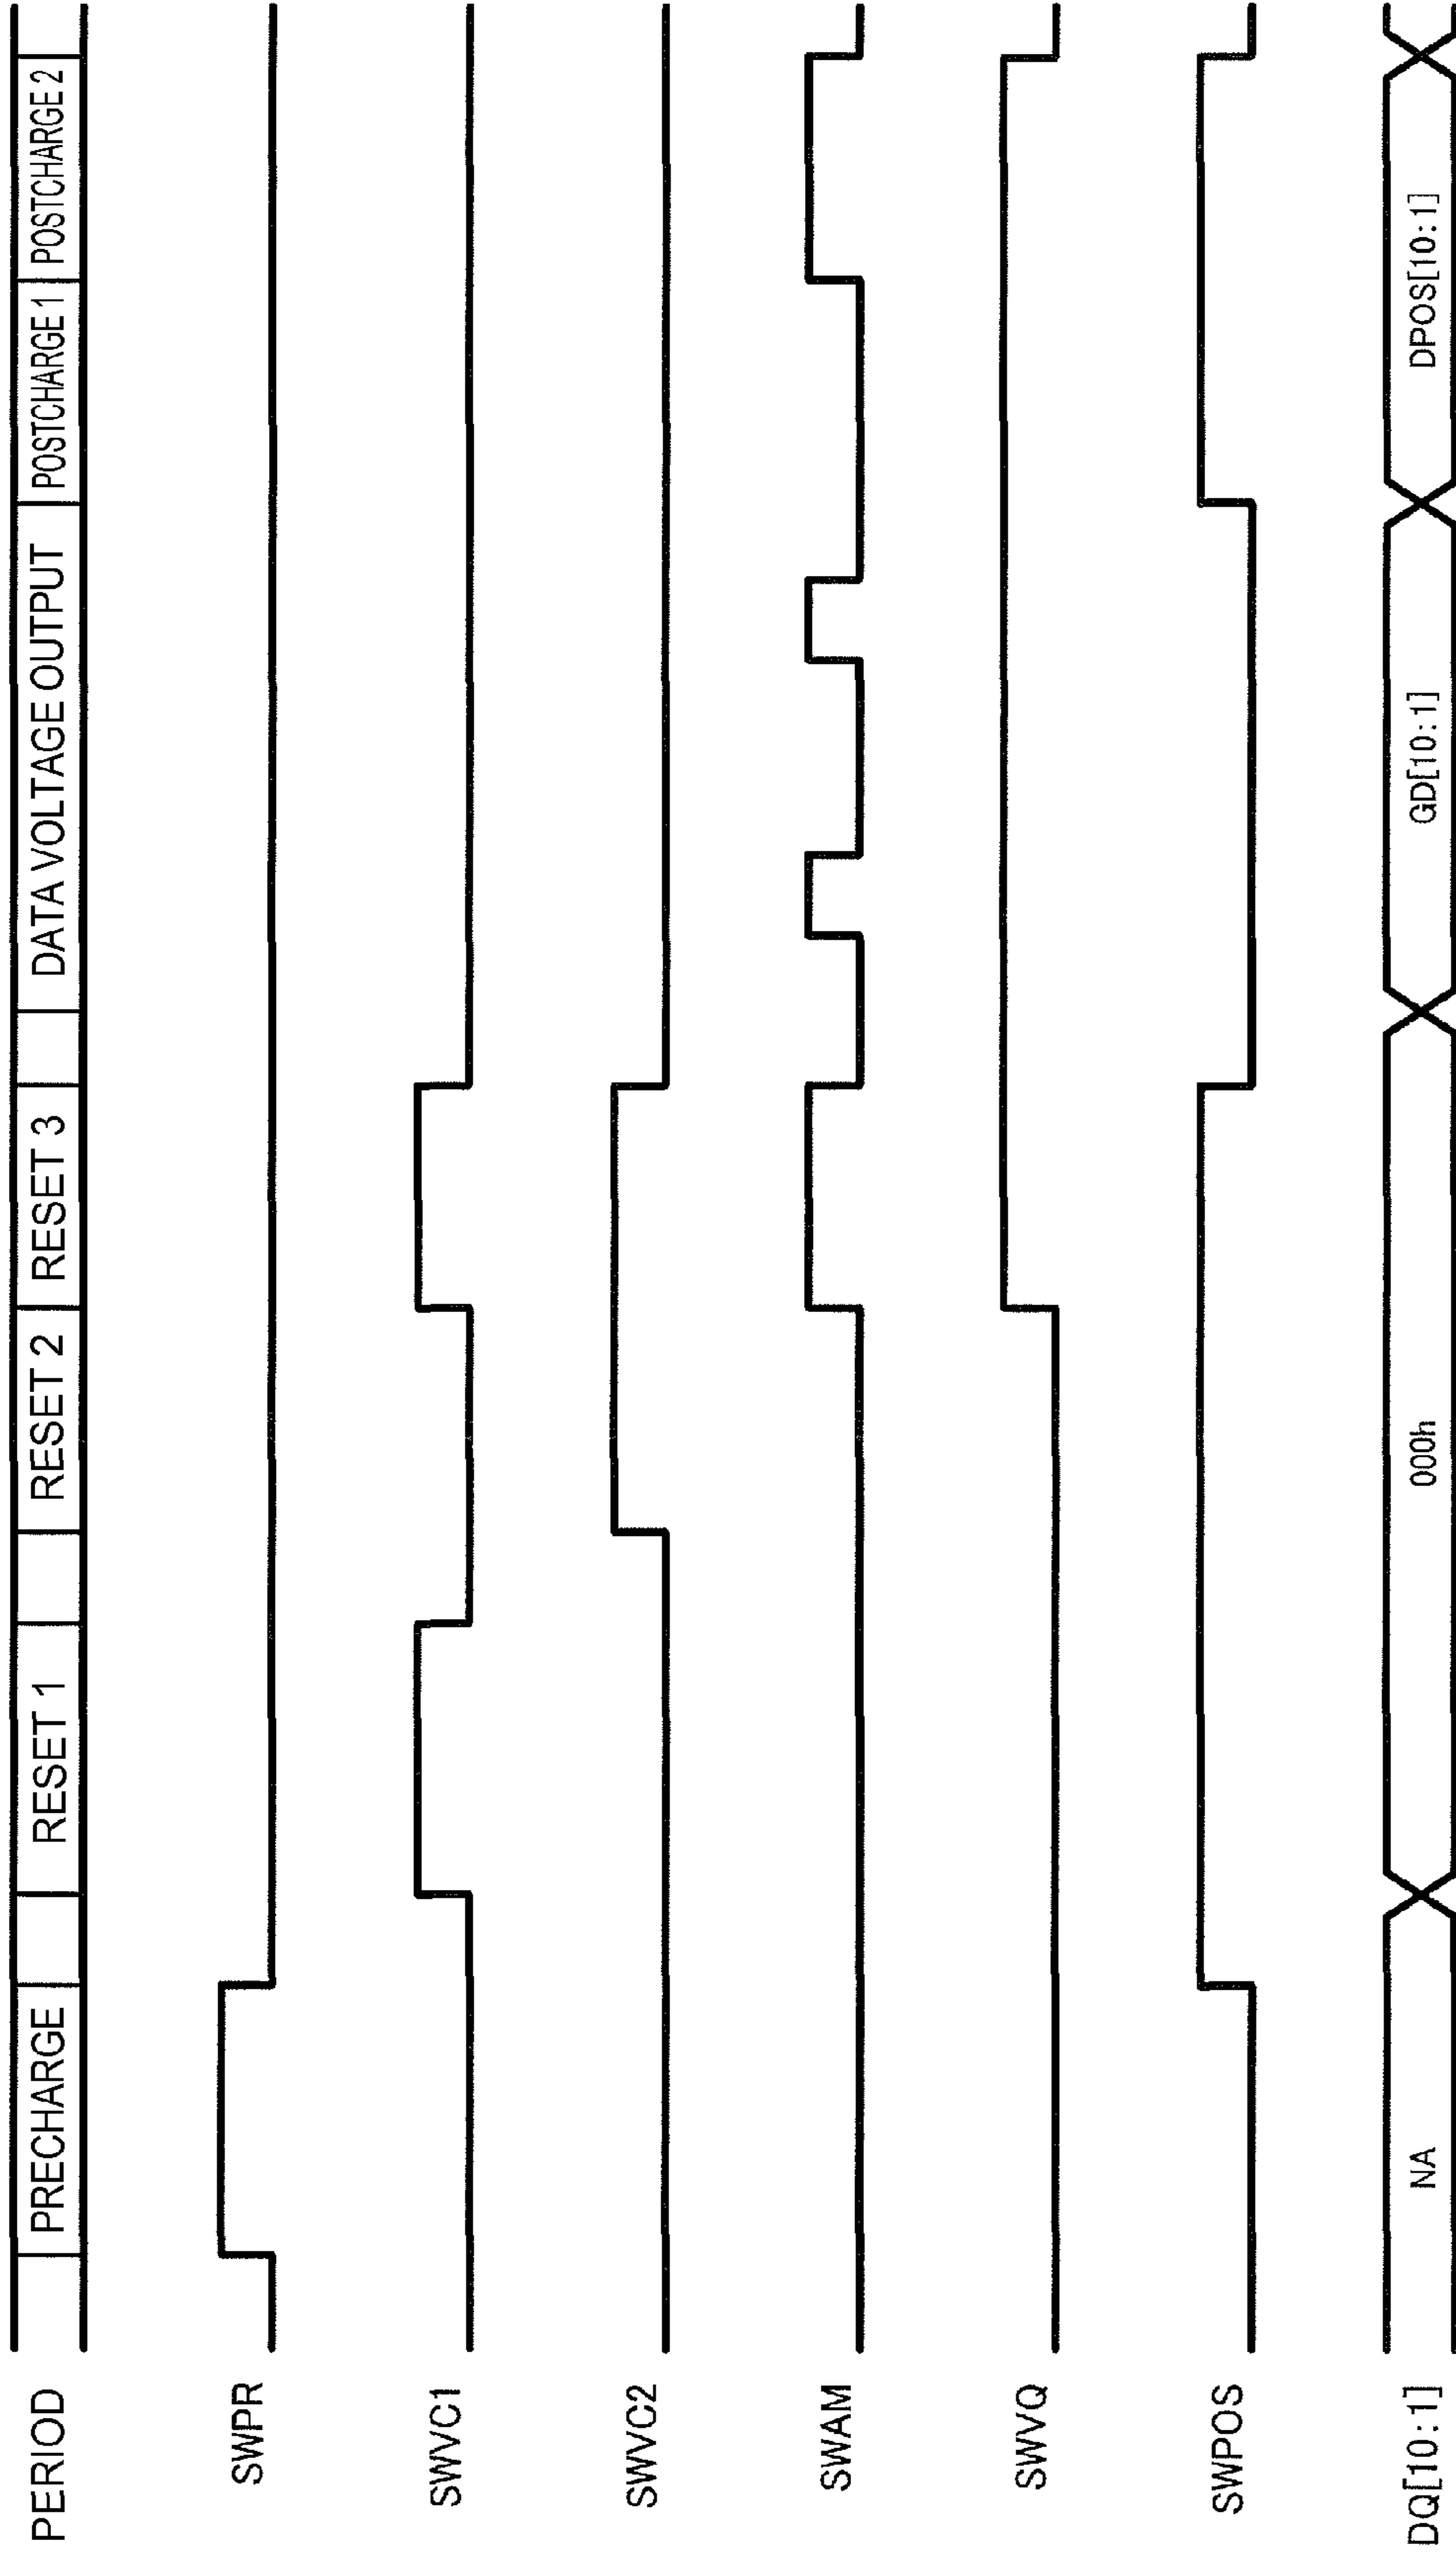 PERIOD
PRECHARGE
RESET 1
RESET 2
RESET 3
DATA VOLTAGE OUTPUT
POSTCHARGE 1
POSTCHARGE 2
SWPR
SWVC1
SWVC2
SWAM
SWVQ
SWPOS
DQ[10:1]
NA
000h
GD[10:1]
DPOS[10:1]